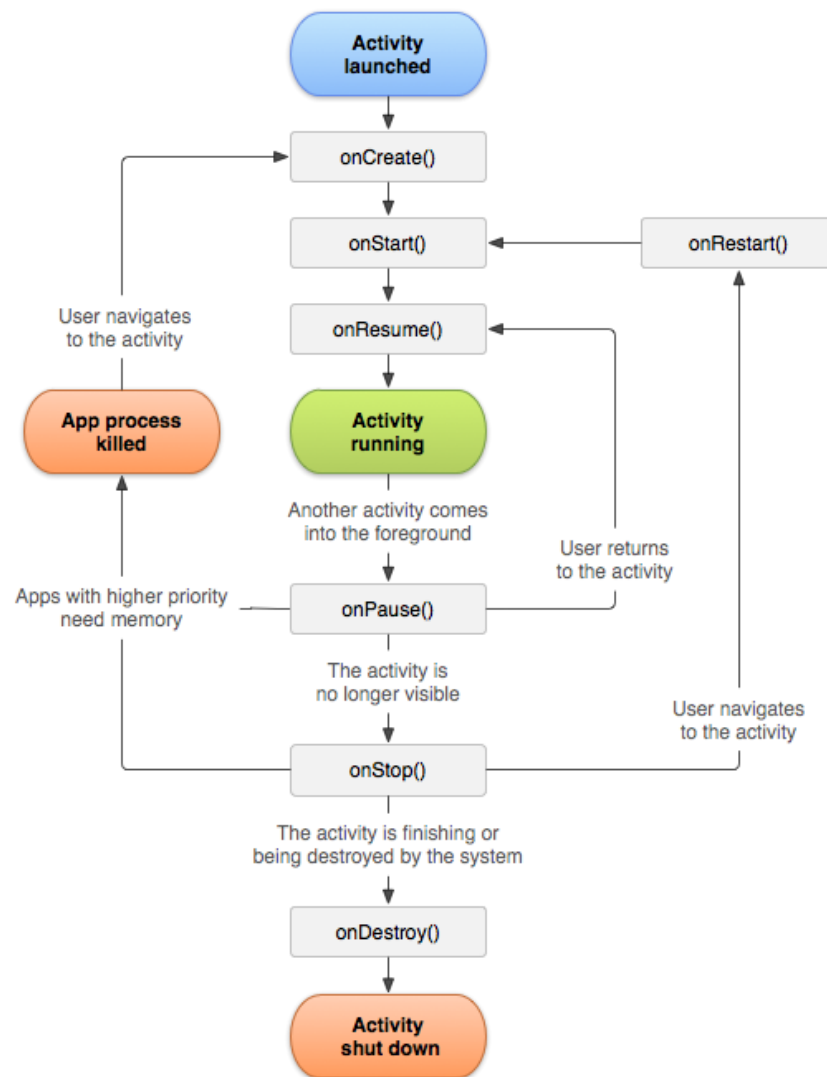 Activity
launched
onCreate()
onStart()
onRestart()
User navigates
to the activity
onResume()
App process
killed
Activity
running
Another activity comes
into the foreground
User returns
to the activity
Apps with higher priority
need memory
onPause()
The activity is
no longer visible
User navigates
to the activity
onStop()
The activity is finishing or
being destroyed by the system
onDestroy()
Activity
shut down